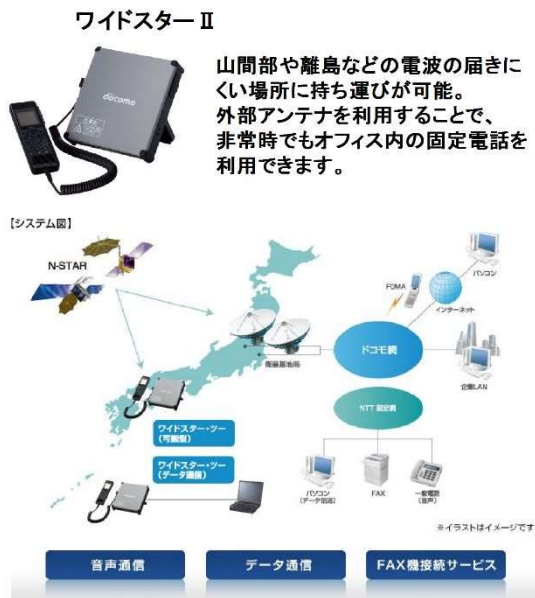 ワイドスターⅡ
docomo
山間部や離島などの電波の届きに
くい場所に持ち運びが可能。
外部アンテナを利用することで、
非常時でもオフィス内の固定電話を
利用できます。
【システム図】
N-STAR
パソコン
FOMA
インターネット
ドコモ網
衛星基地局
企業LAN
NTT 固定網
ワイドスター・ツー
(可搬型)
ワイドスター・ツー
(データ通信)
パソコン
(データ通信)
FAX
一般電話
(音声)
※イラストはイメージです
音声通信
データ通信
FAX機接続サービス